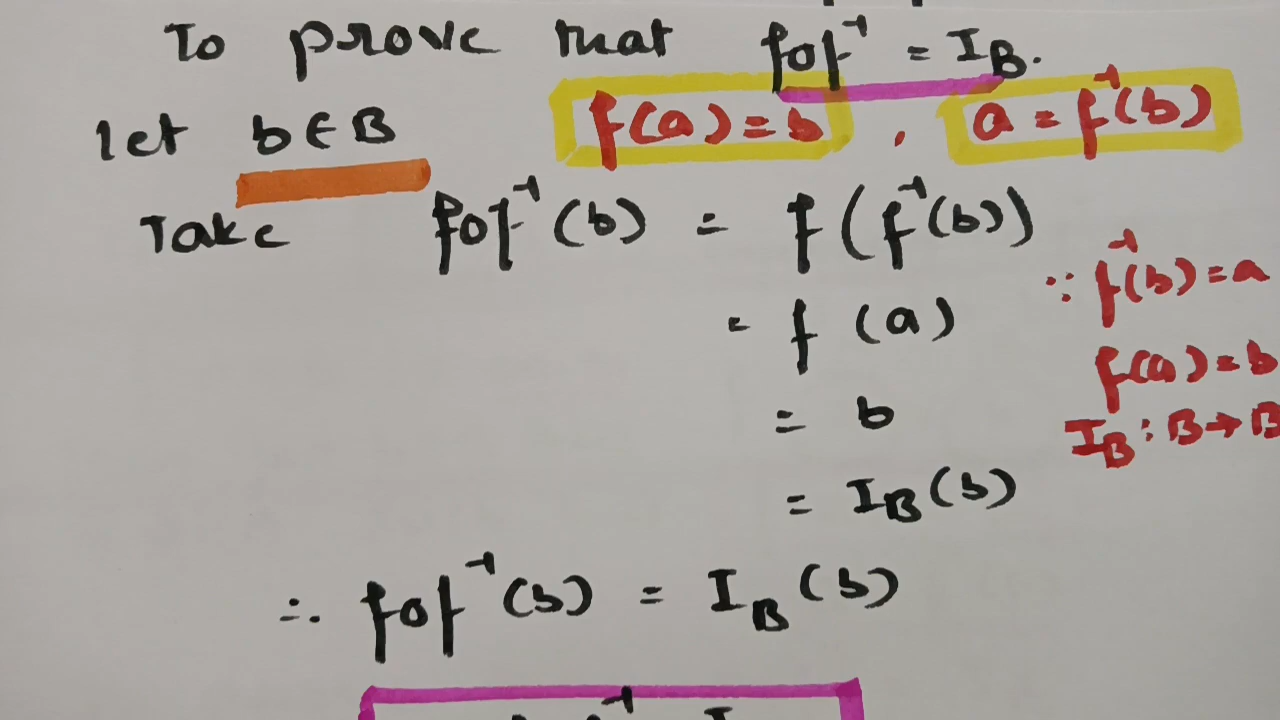 To prove that fof⁻¹ = I_B.
Let b∈B f(a)=b , a = f⁻¹(b)
Take fof⁻¹(b) = f(f⁻¹(b))
∵ f⁻¹(b)=a
= f (a)
f(a)=b
= b
I_B : B→B
= I_B(b)
∴ fof⁻¹(b) = I_B(b)